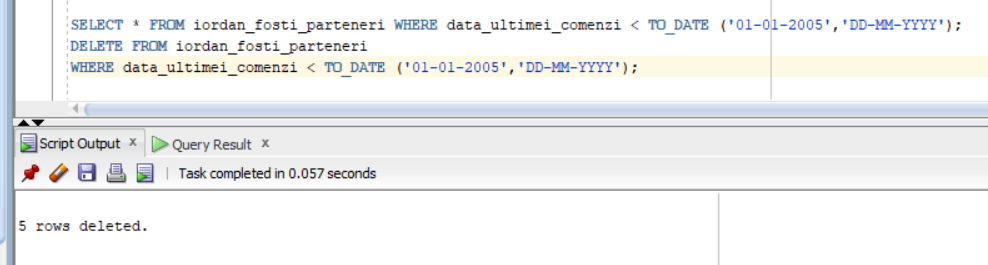 SELECT * FROM iordan_fosti_parteneri WHERE data_ultimei_comenzi < TO_DATE ('01-01-2005','DD-MM-YYYY');
DELETE FROM iordan_fosti_parteneri
WHERE data_ultimei_comenzi < TO_DATE ('01-01-2005','DD-MM-YYYY');
Script Output x Query Result x
Task completed in 0.057 seconds
5 rows deleted.